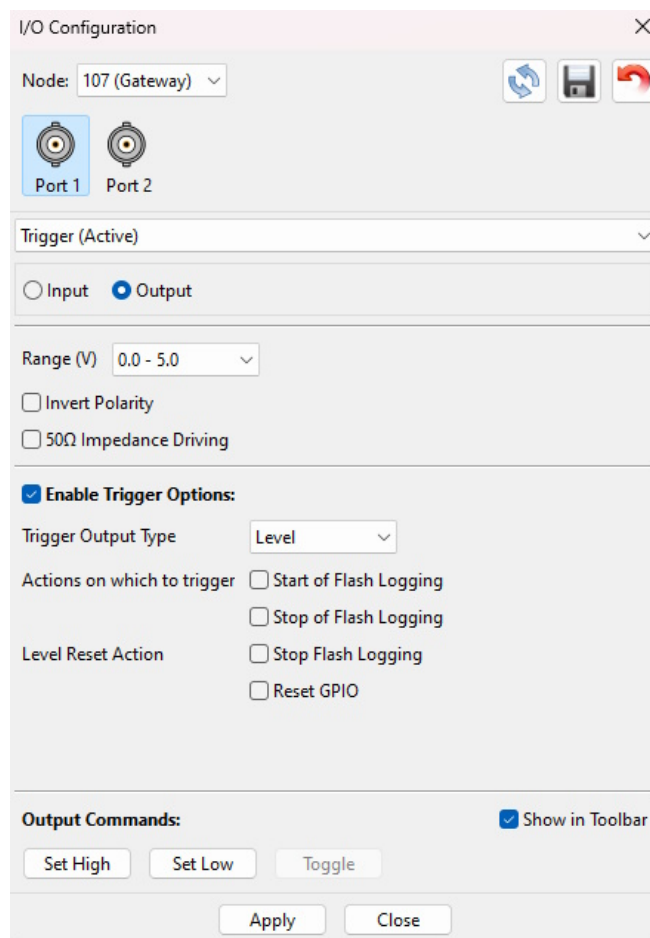 I/O Configuration
Node: 107 (Gateway)
Port 1 Port 2
Trigger (Active)
Input Output
Range (V) 0.0 - 5.0
Invert Polarity
50Ω Impedance Driving
Enable Trigger Options:
Trigger Output Type Level
Actions on which to trigger Start of Flash Logging
Stop of Flash Logging
Level Reset Action Stop Flash Logging
Reset GPIO
Output Commands: Show in Toolbar
Set High Set Low Toggle
Apply Close